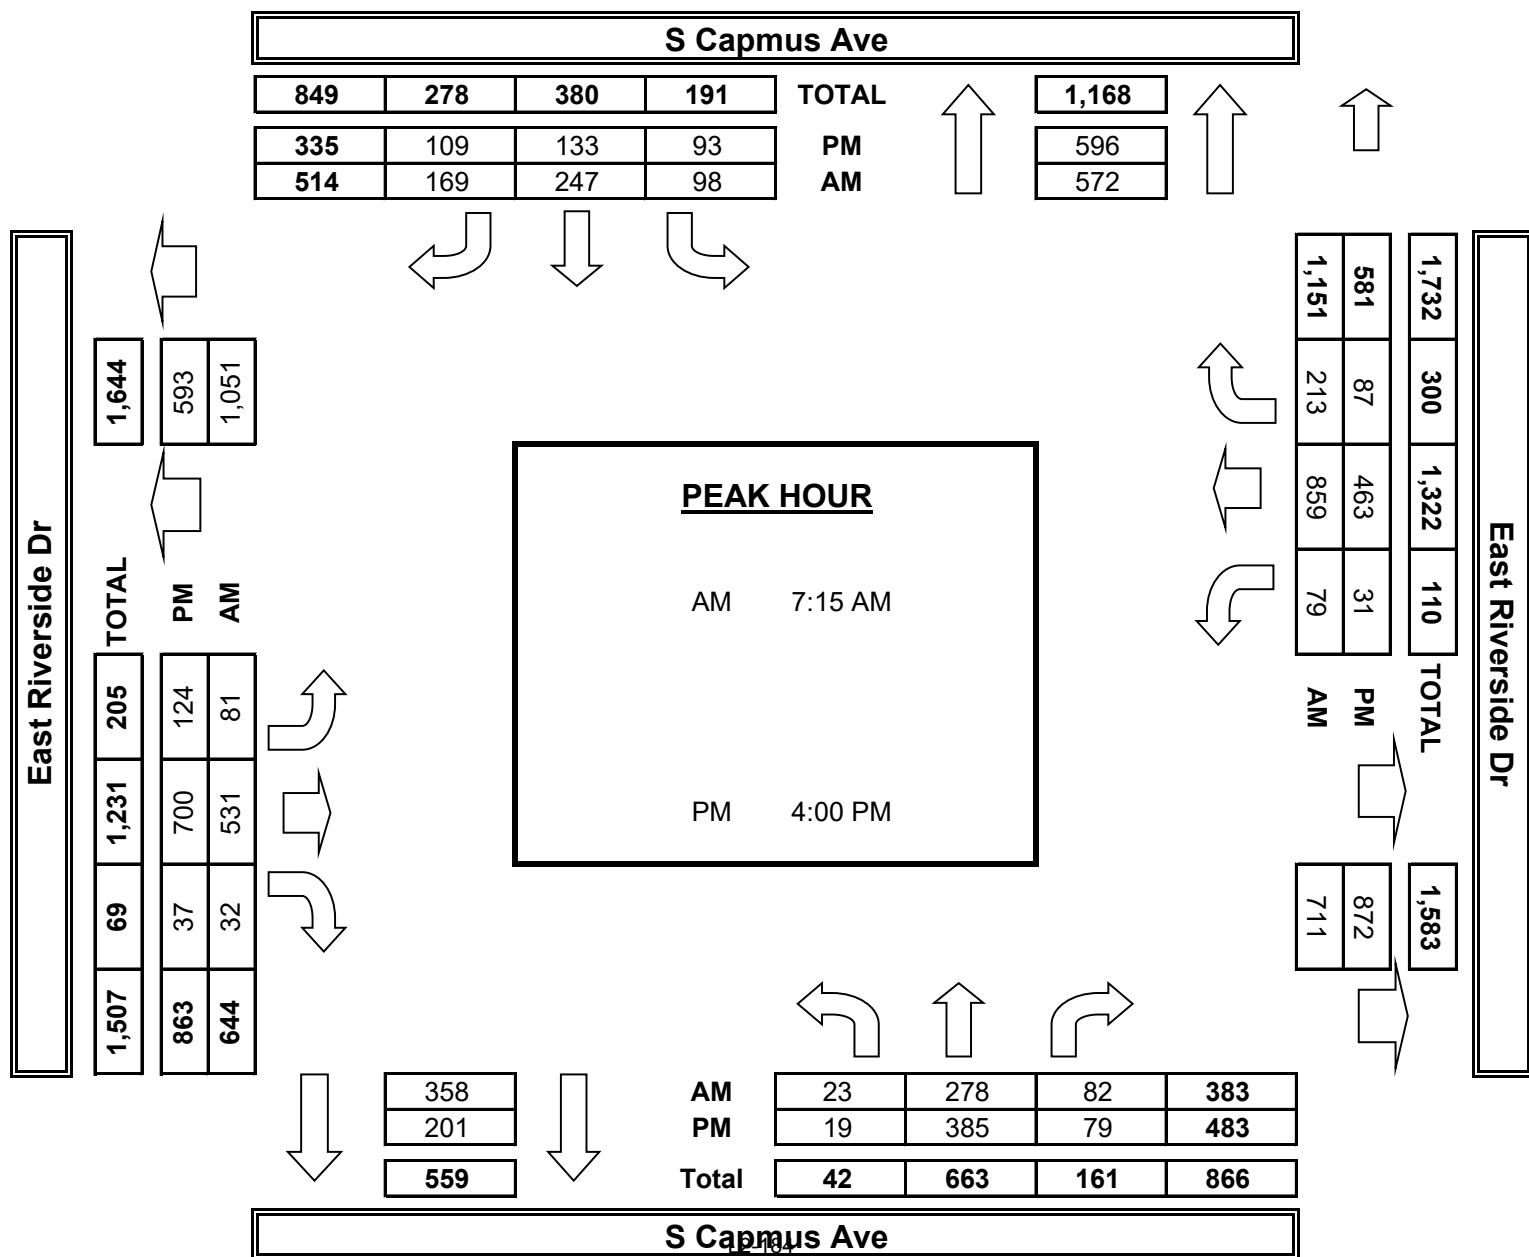 S Capmus Ave
849 278 380 191 TOTAL 1,168
335 109 133 93 PM 596
514 169 247 98 AM 572
East Riverside Dr
1,644
593
1,051
TOTAL PM AM
205 124 81
1,231 700 531
69 37 32
1,507 863 644
PEAK HOUR
AM 7:15 AM
PM 4:00 PM
1,151 581 1,732
213 87 300
859 463 1,322
79 31 110
AM PM TOTAL
711 872 1,583
East Riverside Dr
358 AM 23 278 82 383
201 PM 19 385 79 483
559 Total 42 663 161 866
S Capmus Ave